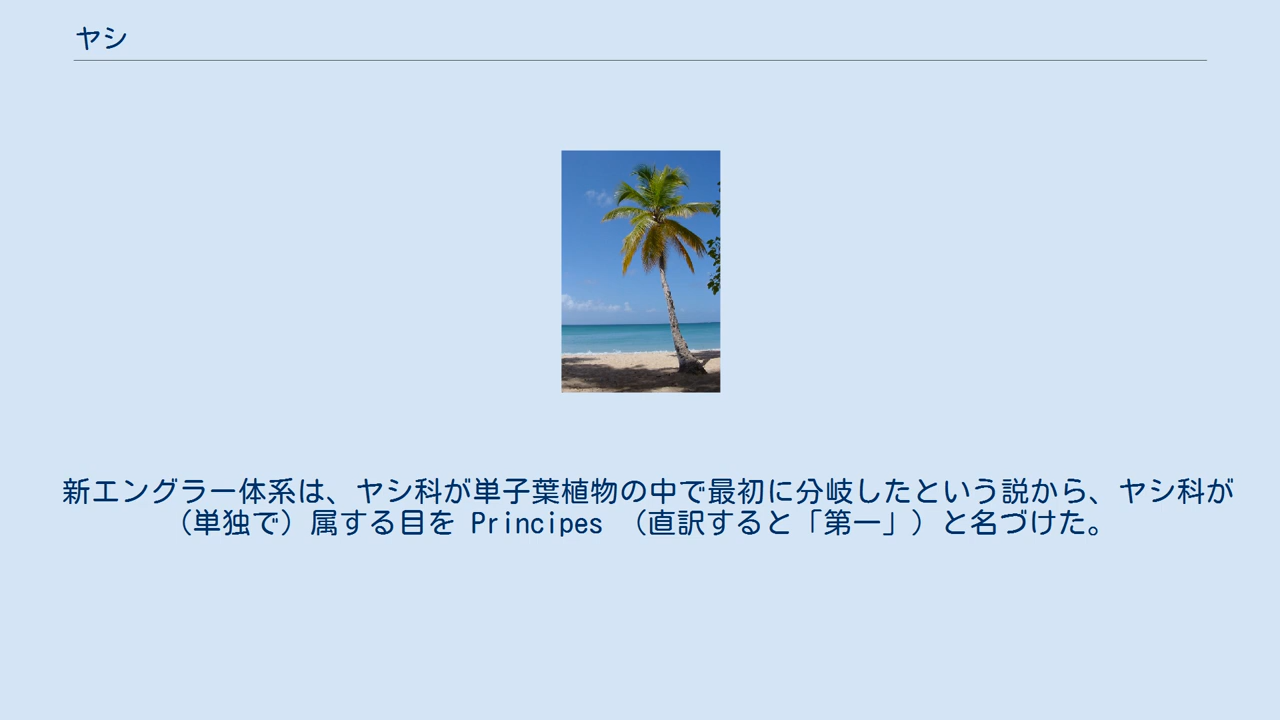 ヤシ
新エングラー体系は、ヤシ科が単子葉植物の中で最初に分岐したという説から、ヤシ科が
（単独で）属する目を Principes （直訳すると「第一」）と名づけた。